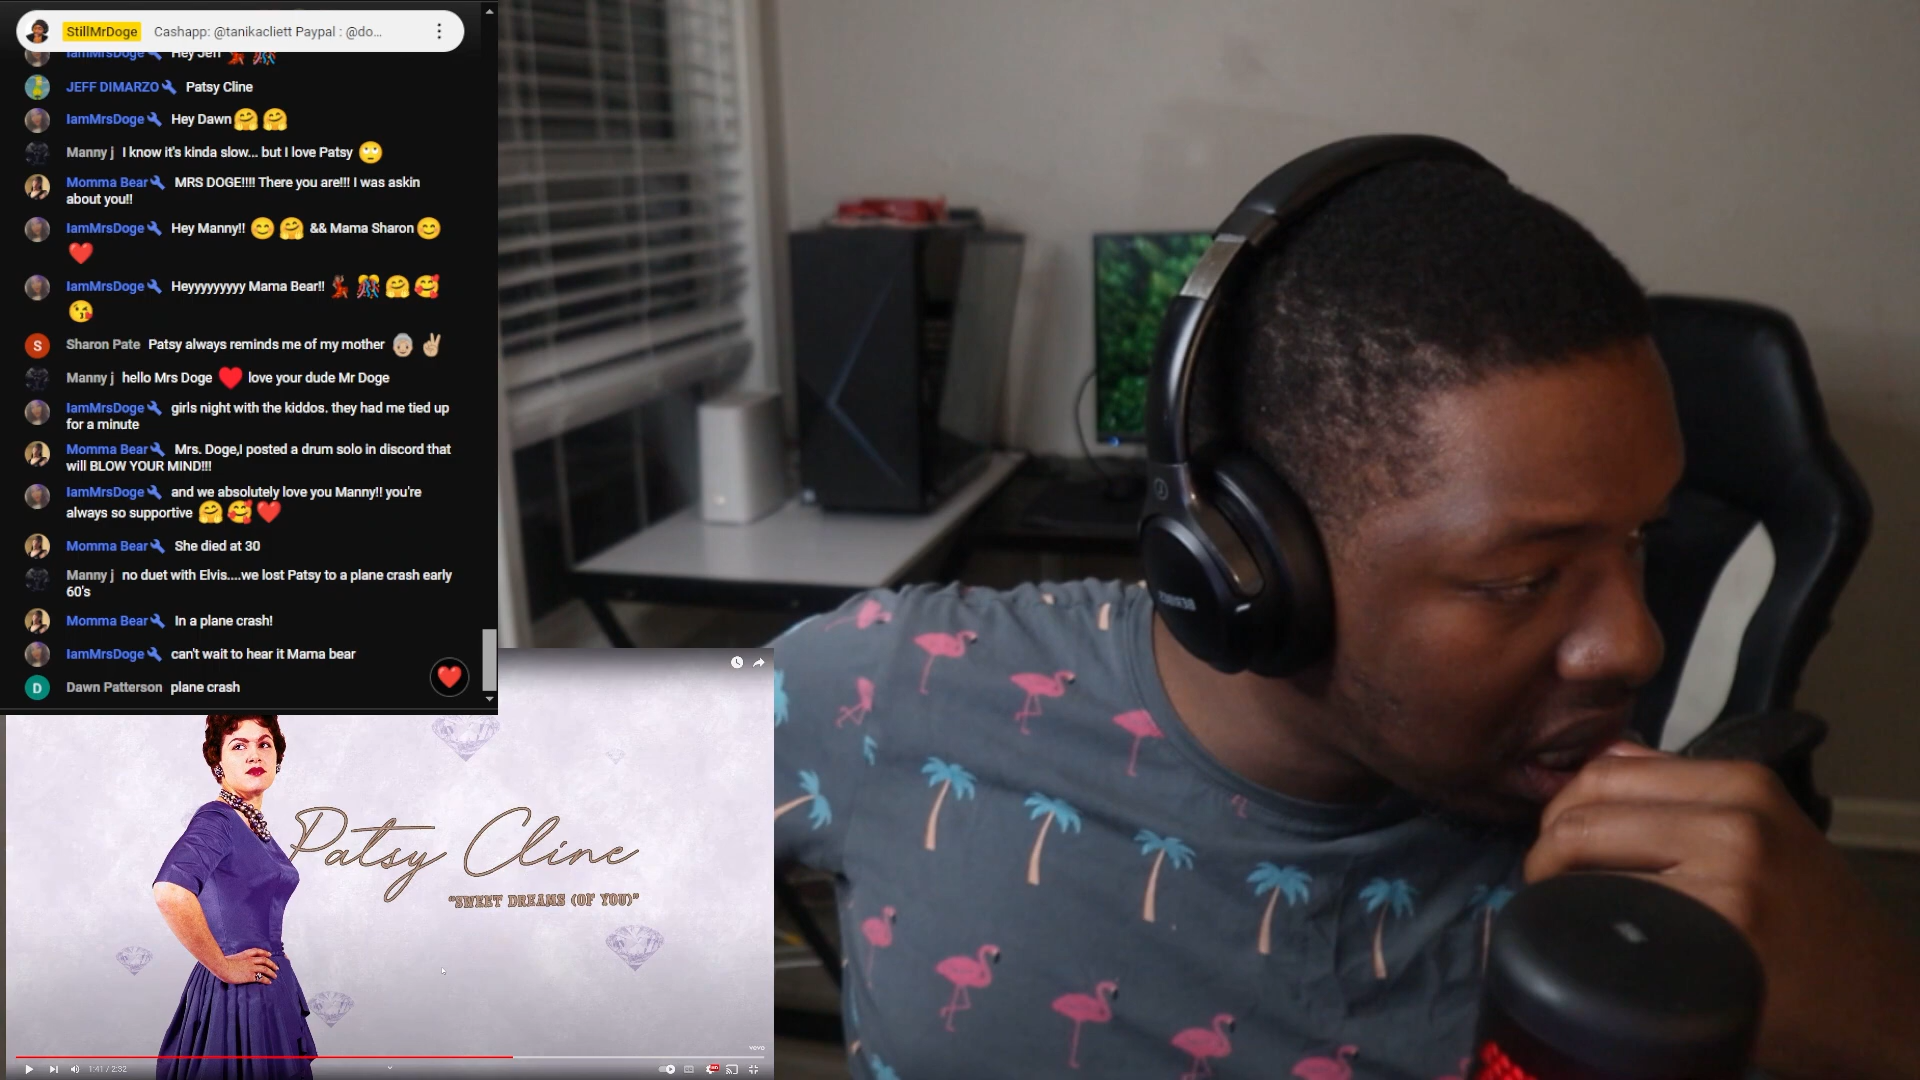 StillMrDoge Cashapp: @tanikacliett Paypal : @do...
IamMrsDoge Hey Jeff
JEFF DIMARZO Patsy Cline
IamMrsDoge Hey Dawn
Manny j I know it's kinda slow... but I love Patsy
Momma Bear MRS DOGE!!!! There you are!!! I was askin
about you!!
IamMrsDoge Hey Manny!! && Mama Sharon
IamMrsDoge Heyyyyyyyyy Mama Bear!!
S Sharon Pate Patsy always reminds me of my mother
Manny j hello Mrs Doge love your dude Mr Doge
IamMrsDoge girls night with the kiddos. they had me tied up
for a minute
Momma Bear Mrs. Doge,I posted a drum solo in discord that
will BLOW YOUR MIND!!!
IamMrsDoge and we absolutely love you Manny!! you're
always so supportive
Momma Bear She died at 30
Manny j no duet with Elvis....we lost Patsy to a plane crash early
60's
Momma Bear In a plane crash!
IamMrsDoge can't wait to hear it Mama bear
D Dawn Patterson plane crash
Patsy Cline
"SWEET DREAMS (OF YOU)"
vevo
1:41 / 2:32